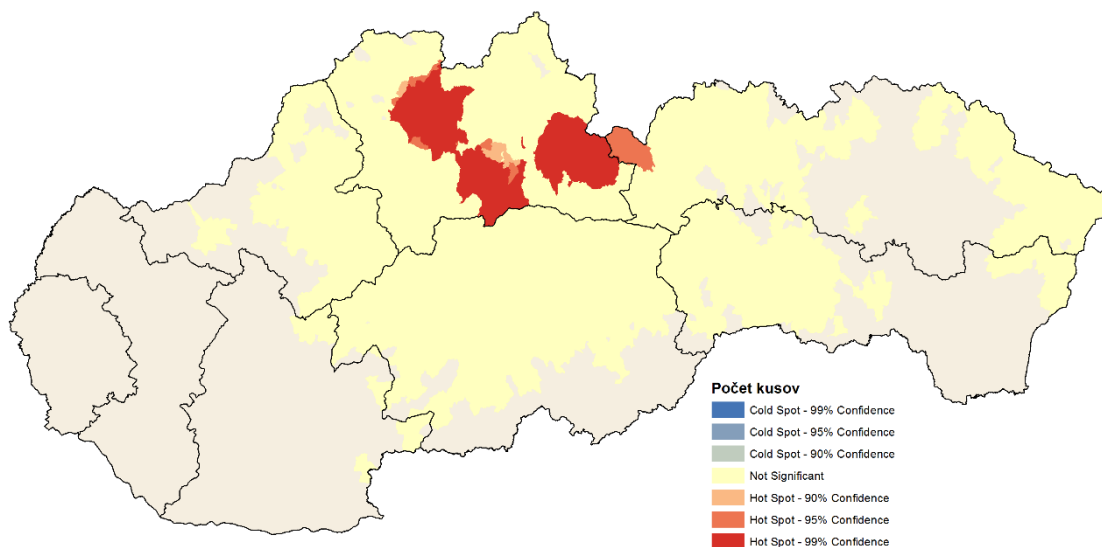 Počet kusov
Cold Spot - 99% Confidence
Cold Spot - 95% Confidence
Cold Spot - 90% Confidence
Not Significant
Hot Spot - 90% Confidence
Hot Spot - 95% Confidence
Hot Spot - 99% Confidence